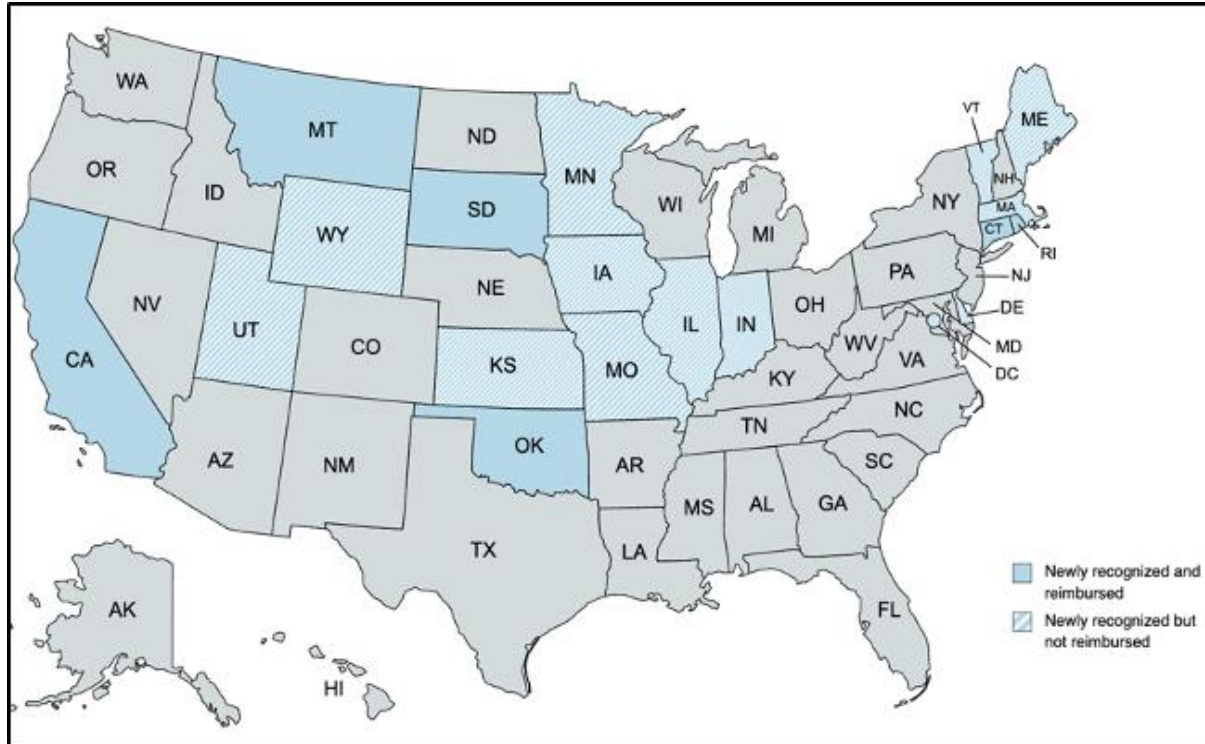 WA
MT
ND
MN
VT
ME
OR
ID
SD
WI
MI
NY
NH
MA
CT
RI
WY
IA
NE
PA
NJ
NV
UT
CO
IL
IN
OH
DE
CA
KS
MO
WV
VA
MD
KY
DC
AZ
NM
OK
AR
TN
NC
SC
MS
AL
GA
TX
LA
FL
AK
HI
Newly recognized and
reimbursed
Newly recognized but
not reimbursed